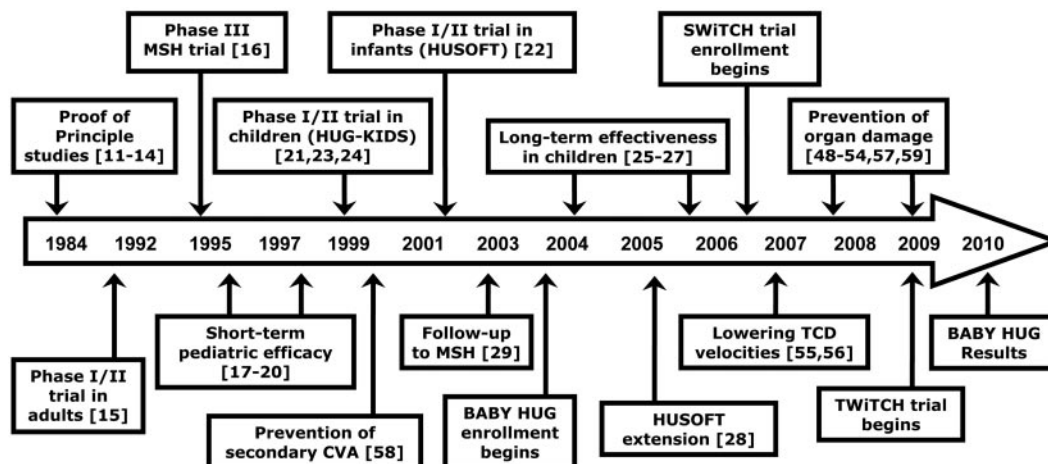 Phase III
MSH trial [16]
Phase I/II trial in
infants (HUSOFT) [22]
SWiTCH trial
enrollment
begins
Proof of
Principle
studies [11-14]
Phase I/II trial in
children (HUG-KIDS)
[21,23,24]
Long-term effectiveness
in children [25-27]
Prevention of
organ damage
[48-54,57,59]
1984 1992 1995 1997 1999 2001 2003 2004 2005 2006 2007 2008 2009 2010
Phase I/II
trial in
adults [15]
Short-term
pediatric efficacy
[17-20]
Prevention of
secondary CVA [58]
Follow-up
to MSH [29]
BABY HUG
enrollment
begins
HUSOFT
extension [28]
Lowering TCD
velocities [55,56]
TWiTCH trial
begins
BABY HUG
Results